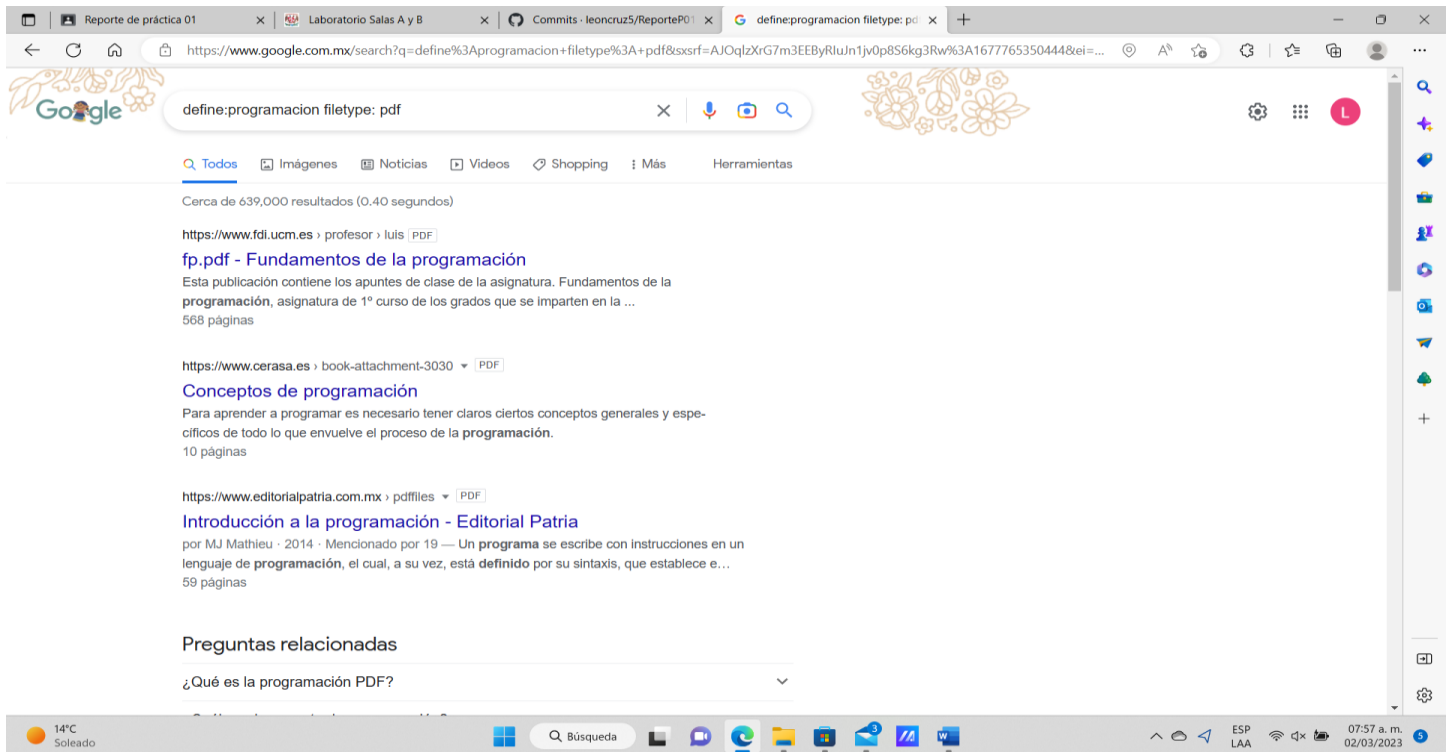 Reporte de práctica 01
Laboratorio Salas A y B
Commits · leoncruz5/ReporteP01
define:programacion filetype: pd
https://www.google.com.mx/search?q=define%3Aprogramacion+filetype%3A+pdf&sxsrf=AJOqlzXrG7m3EEByRIuJn1jv0p8S6kg3Rw%3A1677765350444&ei=...
Google
define:programacion filetype: pdf
L
Todos Imágenes Noticias Videos Shopping Más Herramientas
Cerca de 639,000 resultados (0.40 segundos)
https://www.fdi.ucm.es › profesor › luis PDF
fp.pdf - Fundamentos de la programación
Esta publicación contiene los apuntes de clase de la asignatura. Fundamentos de la
programación, asignatura de 1º curso de los grados que se imparten en la ...
568 páginas
https://www.cerasa.es › book-attachment-3030 PDF
Conceptos de programación
Para aprender a programar es necesario tener claros ciertos conceptos generales y espe-
cíficos de todo lo que envuelve el proceso de la programación.
10 páginas
https://www.editorialpatria.com.mx › pdffiles PDF
Introducción a la programación - Editorial Patria
por MJ Mathieu · 2014 · Mencionado por 19 — Un programa se escribe con instrucciones en un
lenguaje de programación, el cual, a su vez, está definido por su sintaxis, que establece e...
59 páginas
Preguntas relacionadas
¿Qué es la programación PDF?
14°C
Soleado
Búsqueda
3
ESP
LAA
07:57 a. m.
02/03/2023
5